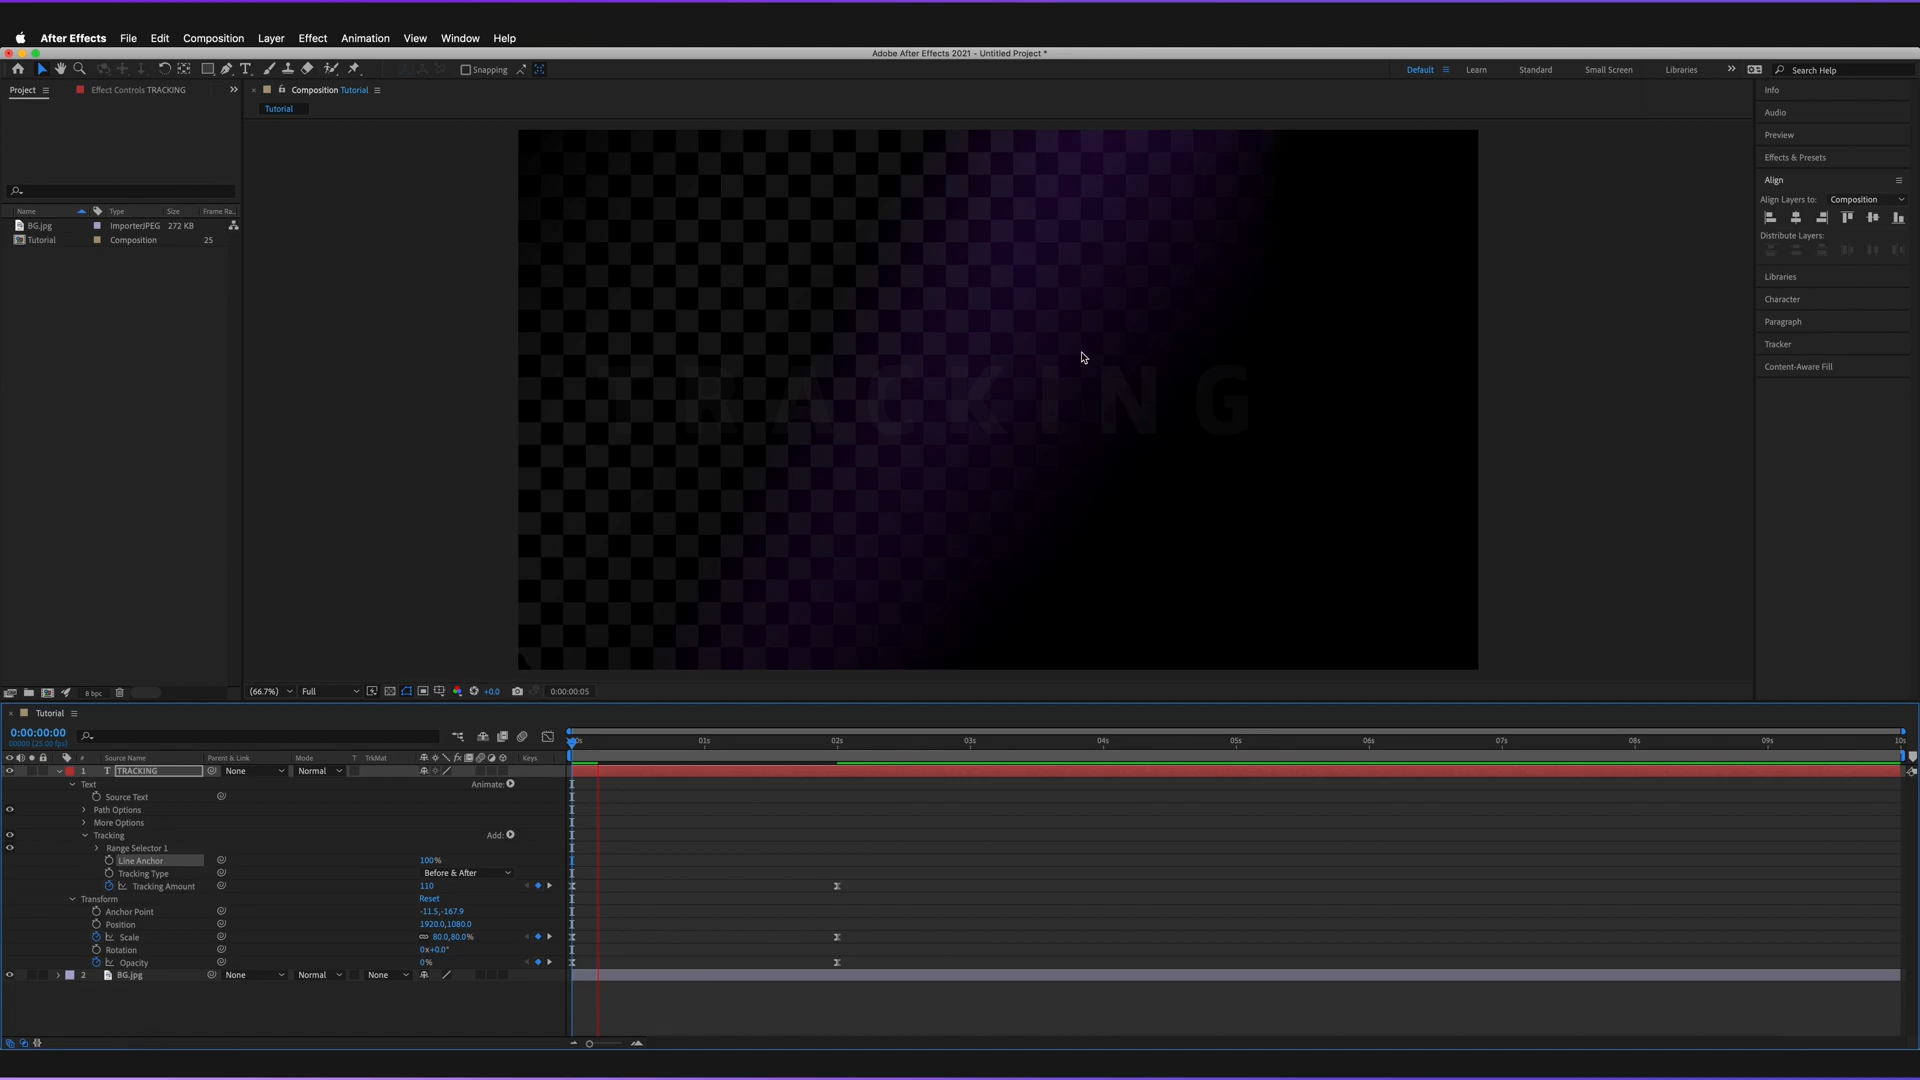 After Effects File Edit Composition Layer Effect Animation View Window Help
Adobe After Effects 2021 - Untitled Project *
Snapping Default Learn Standard Small Screen Libraries Search Help
Project Effect Controls TRACKING Composition Tutorial Info
Tutorial
Audio
Preview
Effects & Presets
Align
Align Layers to: Composition
Name Type Size Frame Ra..
BG.jpg ImporterJPEG 272 KB
Tutorial Composition 25
Distribute Layers:
Libraries
Character
Paragraph
Tracker
Content-Aware Fill
TRACKING
8 bpc (66.7%) Full +0.0 0:00:00:05
Tutorial
0:00:00:00
00000 (25.00 fps)
01s 02s 03s 04s 05s 06s 07s 08s 09s 10s
# Source Name Parent & Link Mode T TrkMat Keys
1 T TRACKING None Normal
Text Animate:
Source Text
Path Options
More Options
Tracking Add:
Range Selector 1
Line Anchor 100%
Tracking Type Before & After
Tracking Amount 110
Transform Reset
Anchor Point -11.5,-167.9
Position 1920.0,1080.0
Scale 80.0,80.0%
Rotation 0x+0.0°
Opacity 0%
2 BG.jpg None Normal None